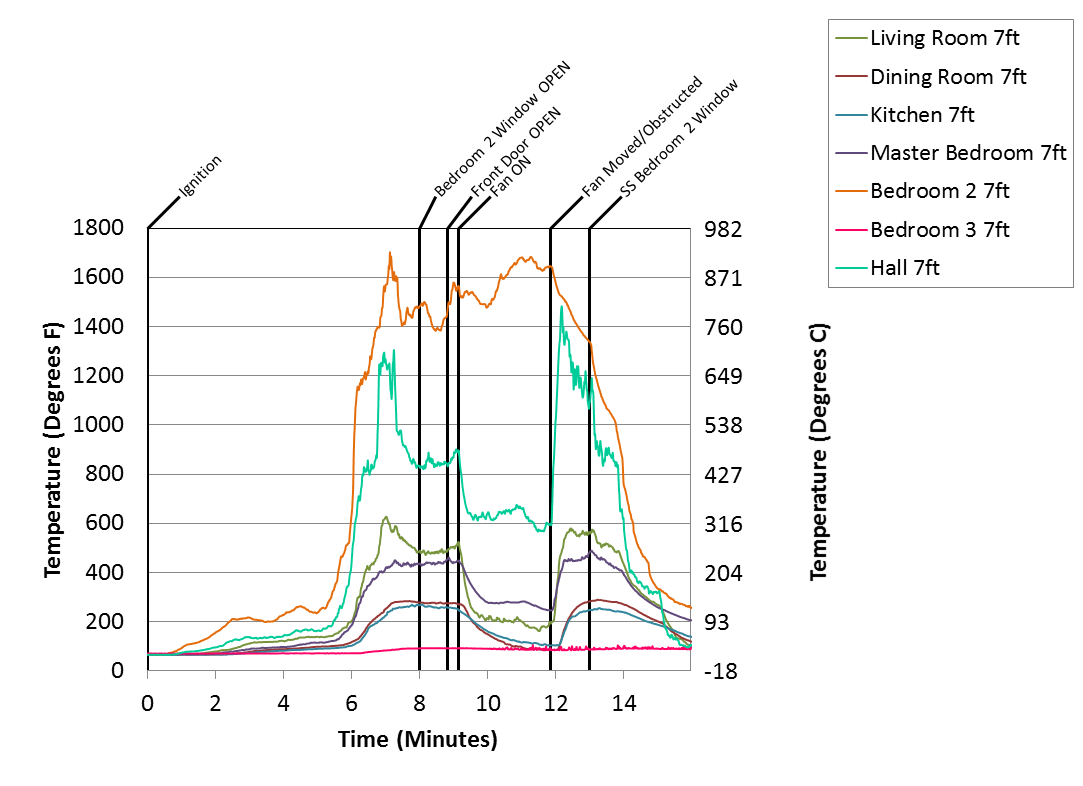 Living Room 7ft
Dining Room 7ft
Kitchen 7ft
Master Bedroom 7ft
Bedroom 2 7ft
Bedroom 3 7ft
Hall 7ft
Ignition
Bedroom 2 Window OPEN
Front Door OPEN
Fan ON
Fan Moved/Obstructed
SS Bedroom 2 Window
1800 982
1600 871
1400 760
1200 649
1000 538
800 427
600 316
400 204
200 93
0 -18
Temperature (Degrees F)
Temperature (Degrees C)
0 2 4 6 8 10 12 14
Time (Minutes)